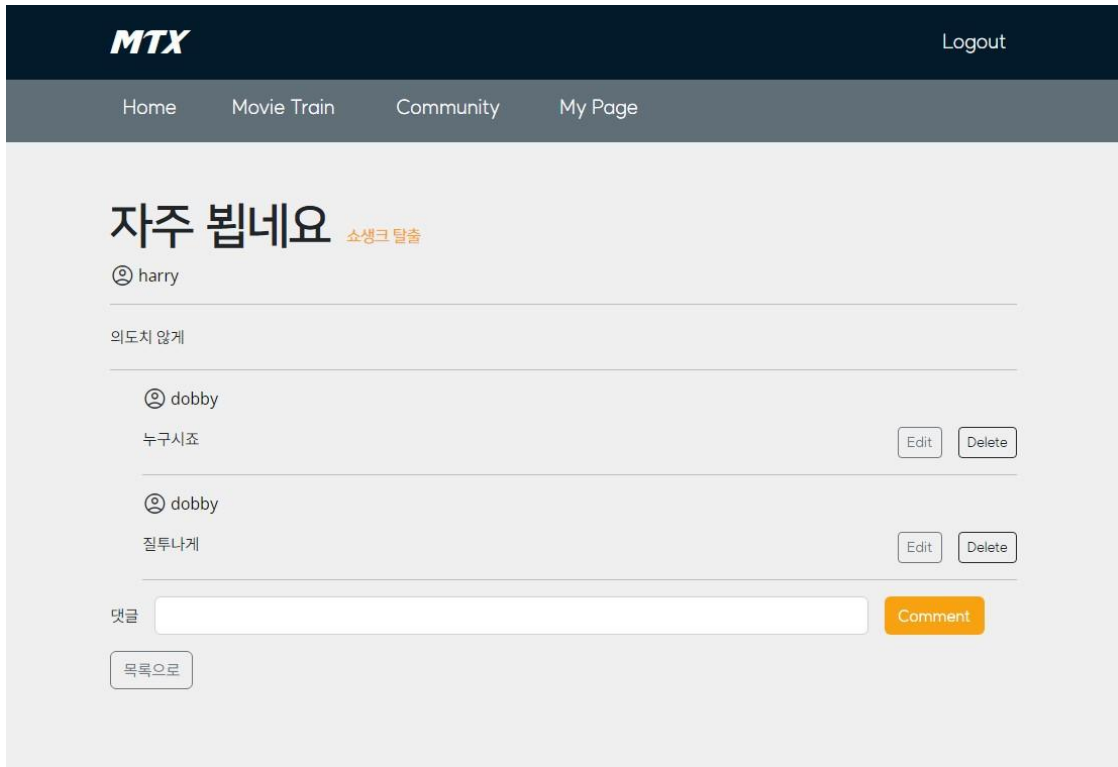 MTX Logout
Home Movie Train Community My Page
자주 뵙네요 쇼생크 탈출
harry
의도치 않게
dobby
누구시죠 Edit Delete
dobby
질투나게 Edit Delete
댓글 Comment
목록으로